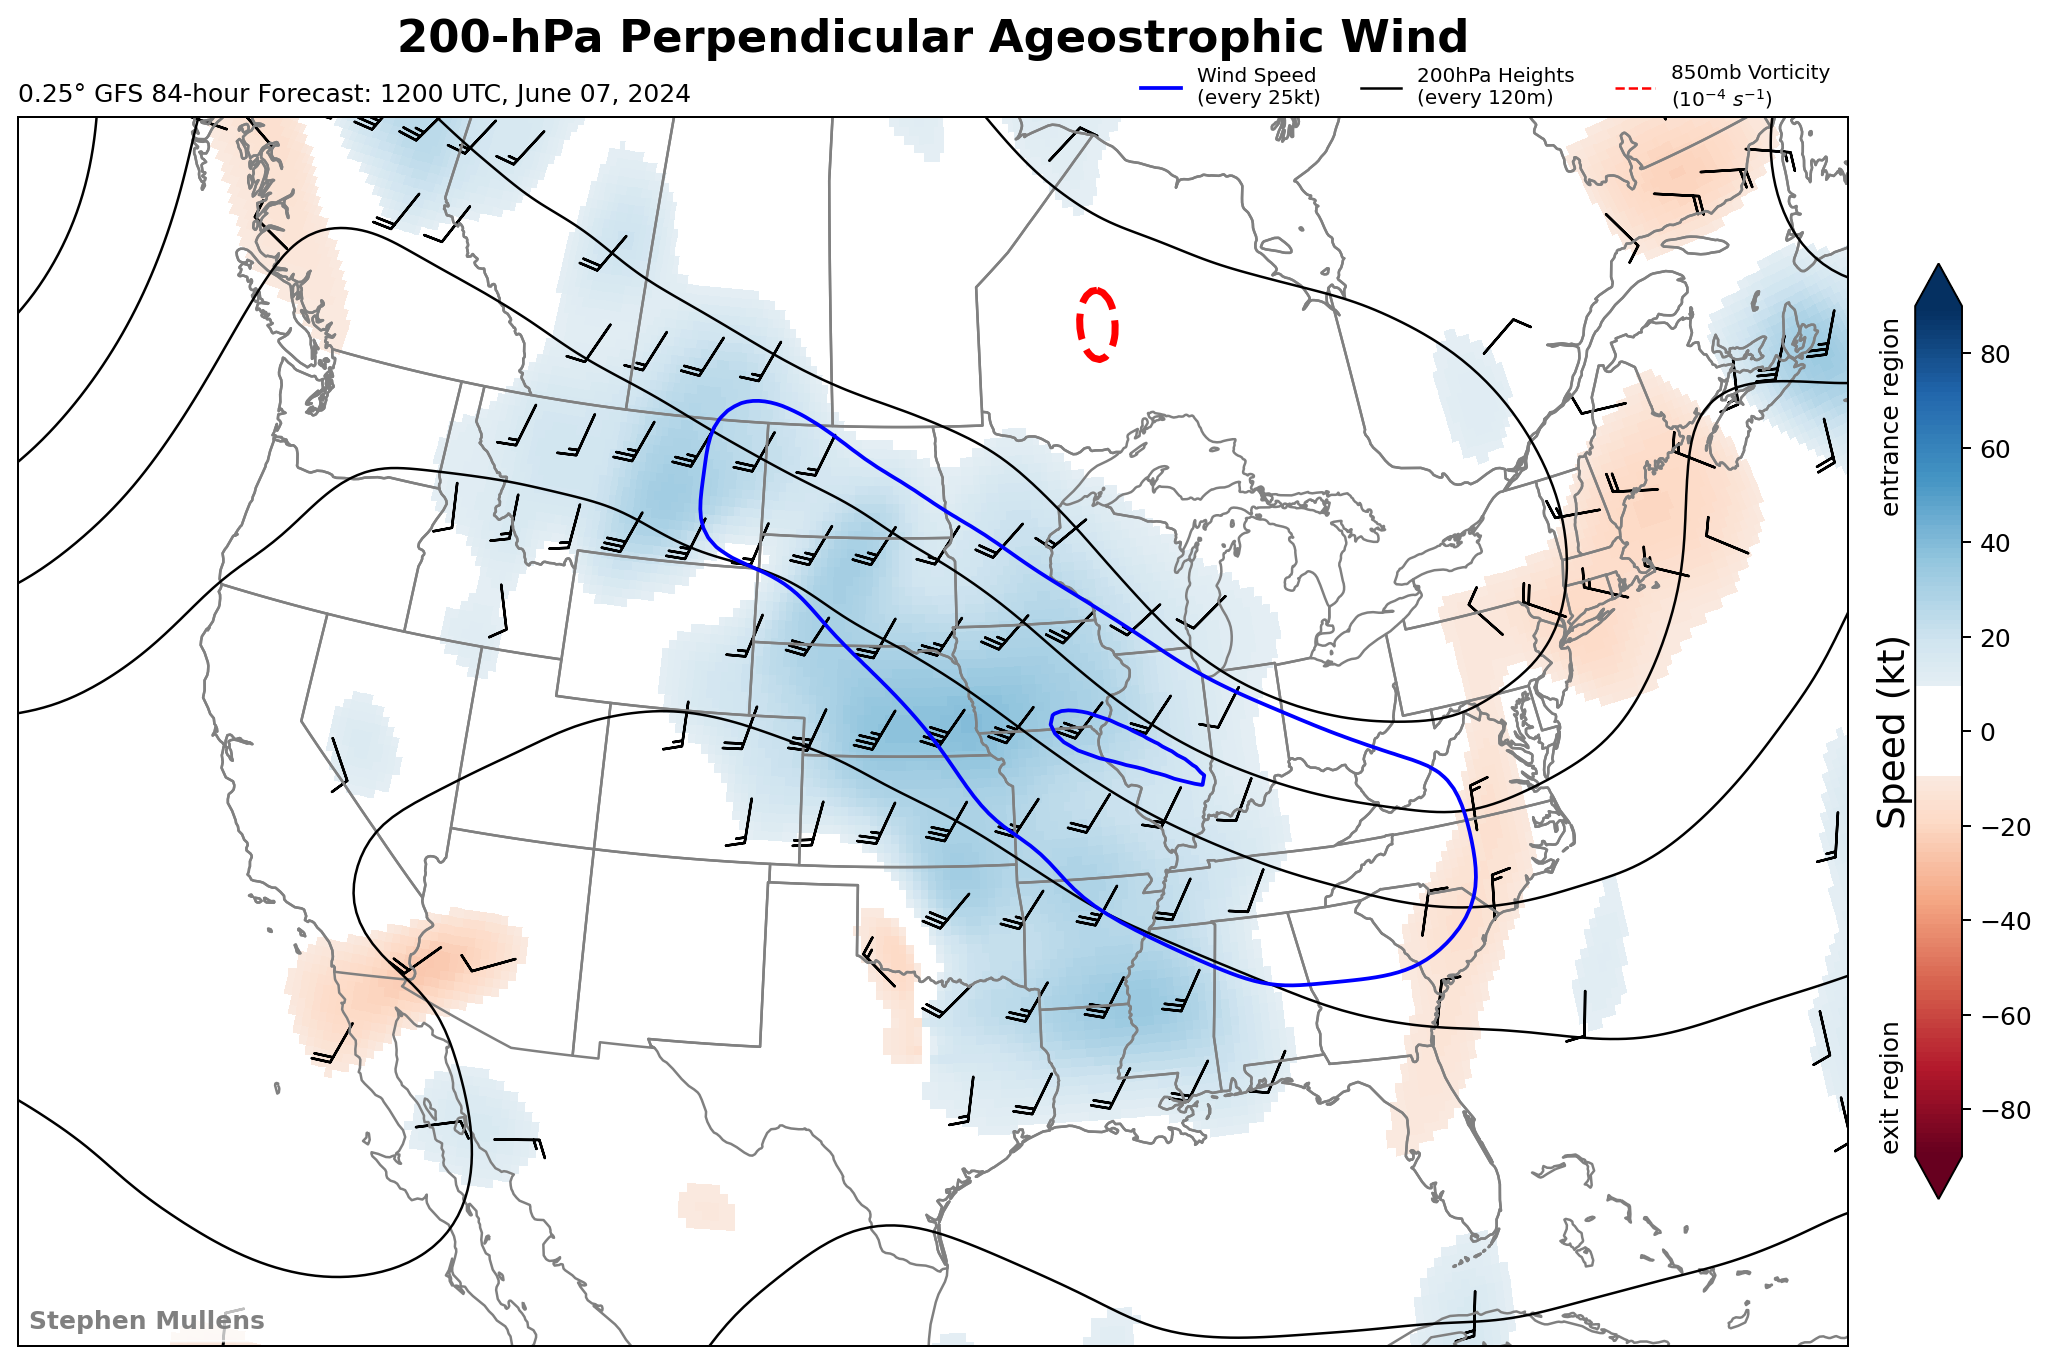 200-hPa Perpendicular Ageostrophic Wind
0.25° GFS 84-hour Forecast: 1200 UTC, June 07, 2024
Wind Speed
(every 25kt)
200hPa Heights
(every 120m)
850mb Vorticity
(10⁻⁴ s⁻¹)
entrance region
exit region
Speed (kt)
80
60
40
20
0
−20
−40
−60
−80
Stephen Mullens